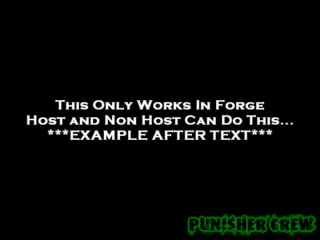 This Only Works In Forge
Host and Non Host Can Do This...
***EXAMPLE AFTER TEXT***
PUNISHER CREW